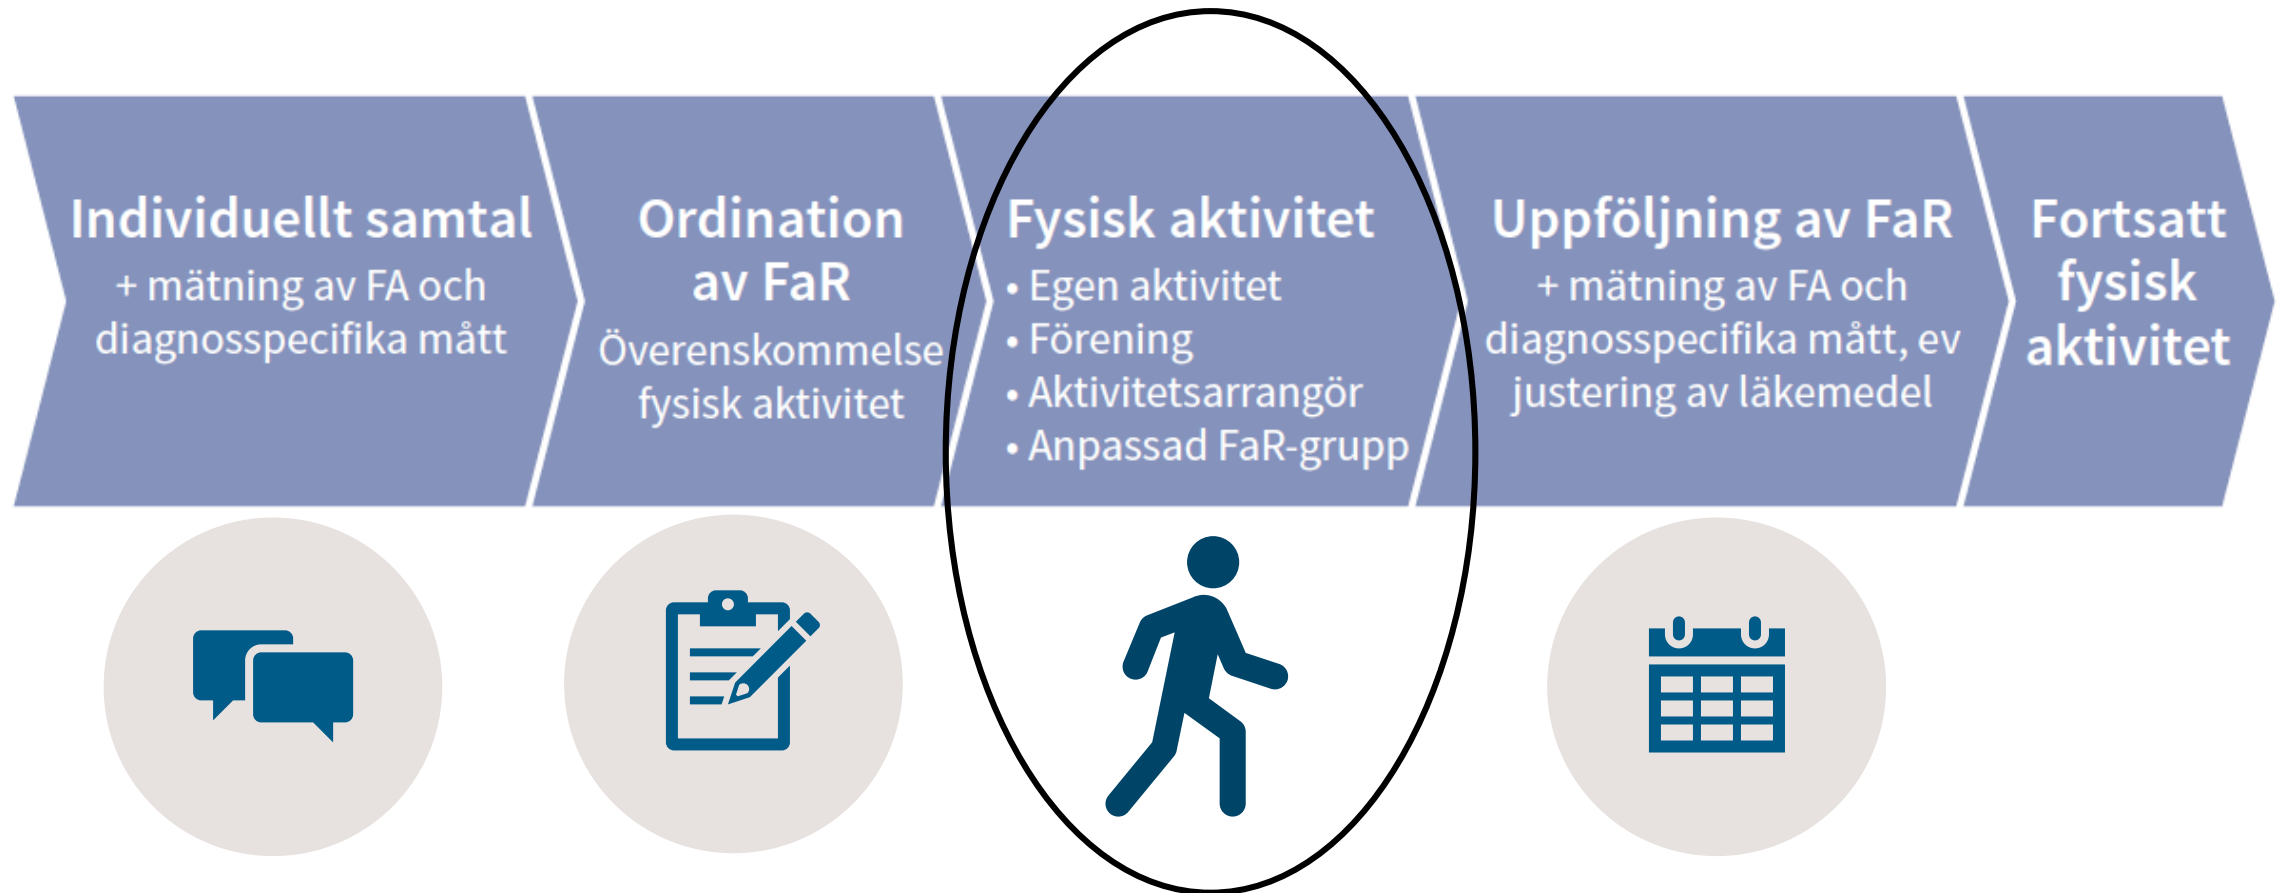 Individuellt samtal
+ mätning av FA och
diagnosspecifika mått
Ordination
av FaR
Överenskommelse
fysisk aktivitet
Fysisk aktivitet
• Egen aktivitet
• Förening
• Aktivitetsarrangör
• Anpassad FaR-grupp
Uppföljning av FaR
+ mätning av FA och
diagnosspecifika mått, ev
justering av läkemedel
Fortsatt
fysisk
aktivitet